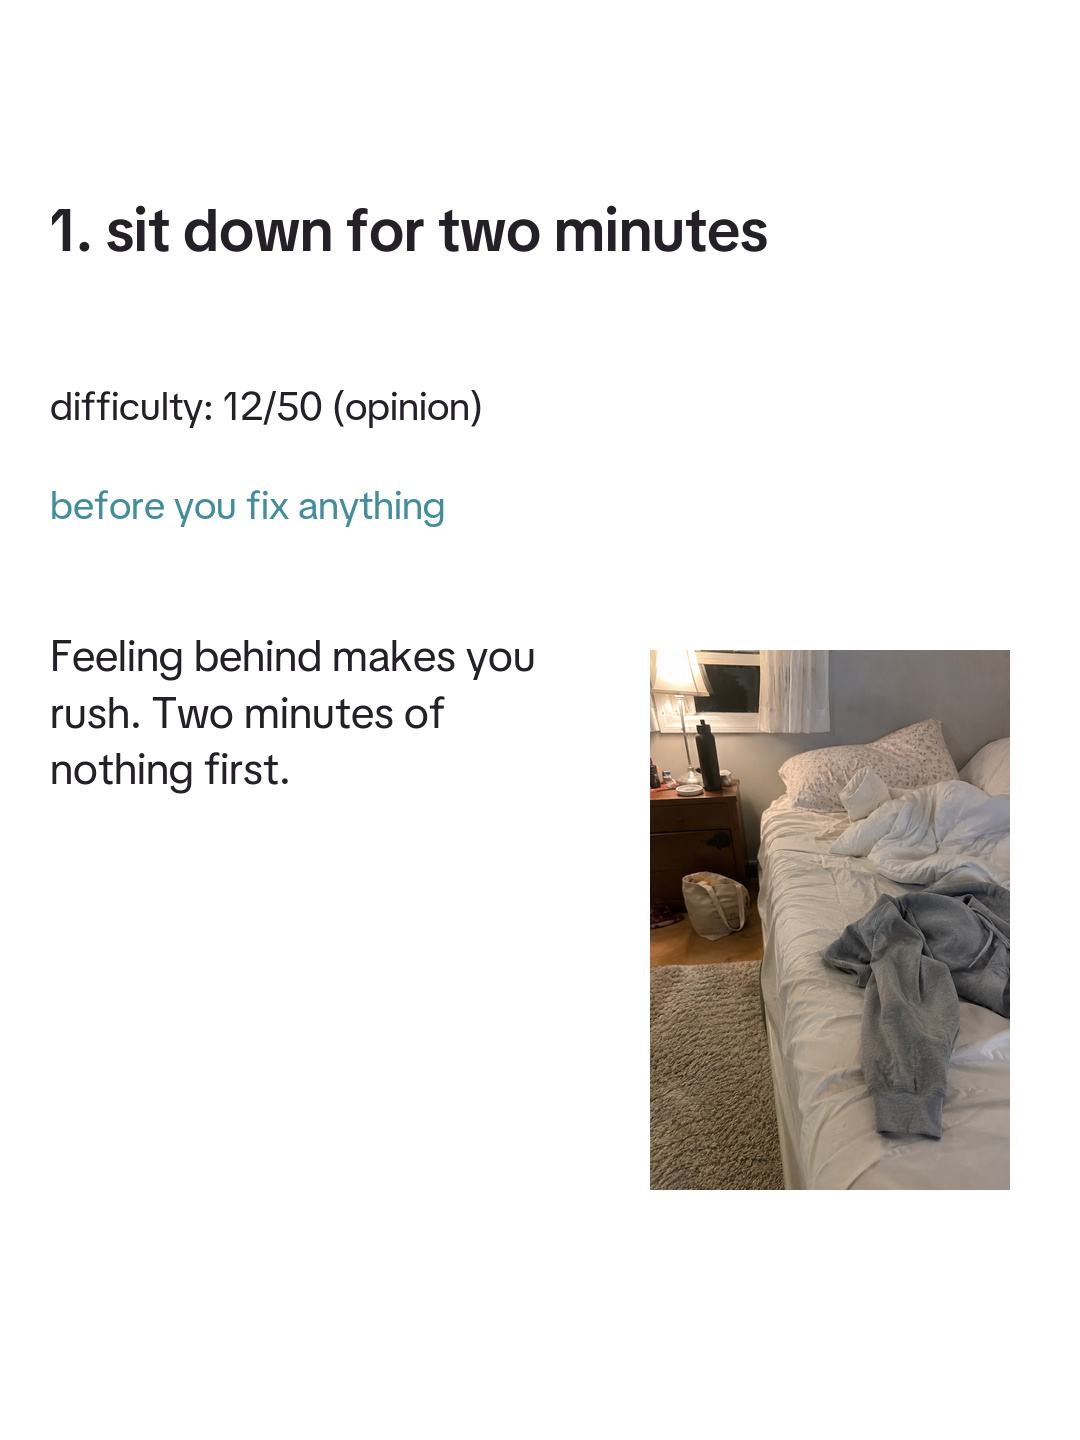 1. sit down for two minutes
difficulty: 12/50 (opinion)
before you fix anything
Feeling behind makes you
rush. Two minutes of
nothing first.